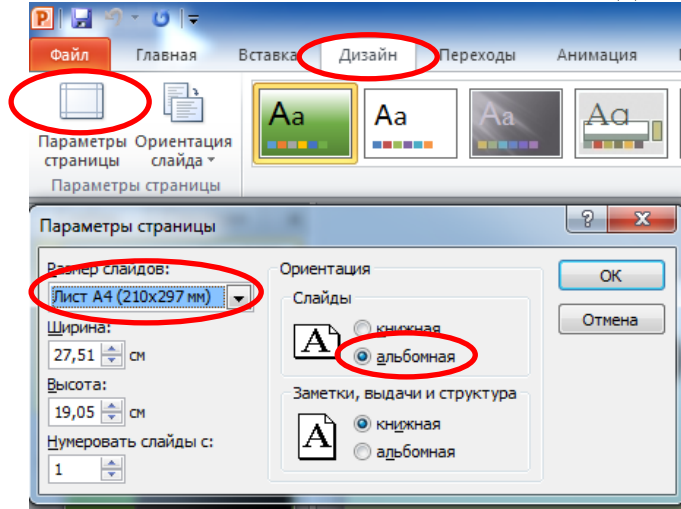 P
Файл Главная Вставка Дизайн Переходы Анимация
Параметры страницы
Ориентация слайда
Aa Aa Aa Aa
Параметры страницы
Параметры страницы
? X
Размер слайдов:
Лист A4 (210x297 мм)
Ширина:
27,51 см
Высота:
19,05 см
Нумеровать слайды с:
1
Ориентация
Слайды
A
книжная
альбомная
Заметки, выдачи и структура
A
книжная
альбомная
ОК
Отмена